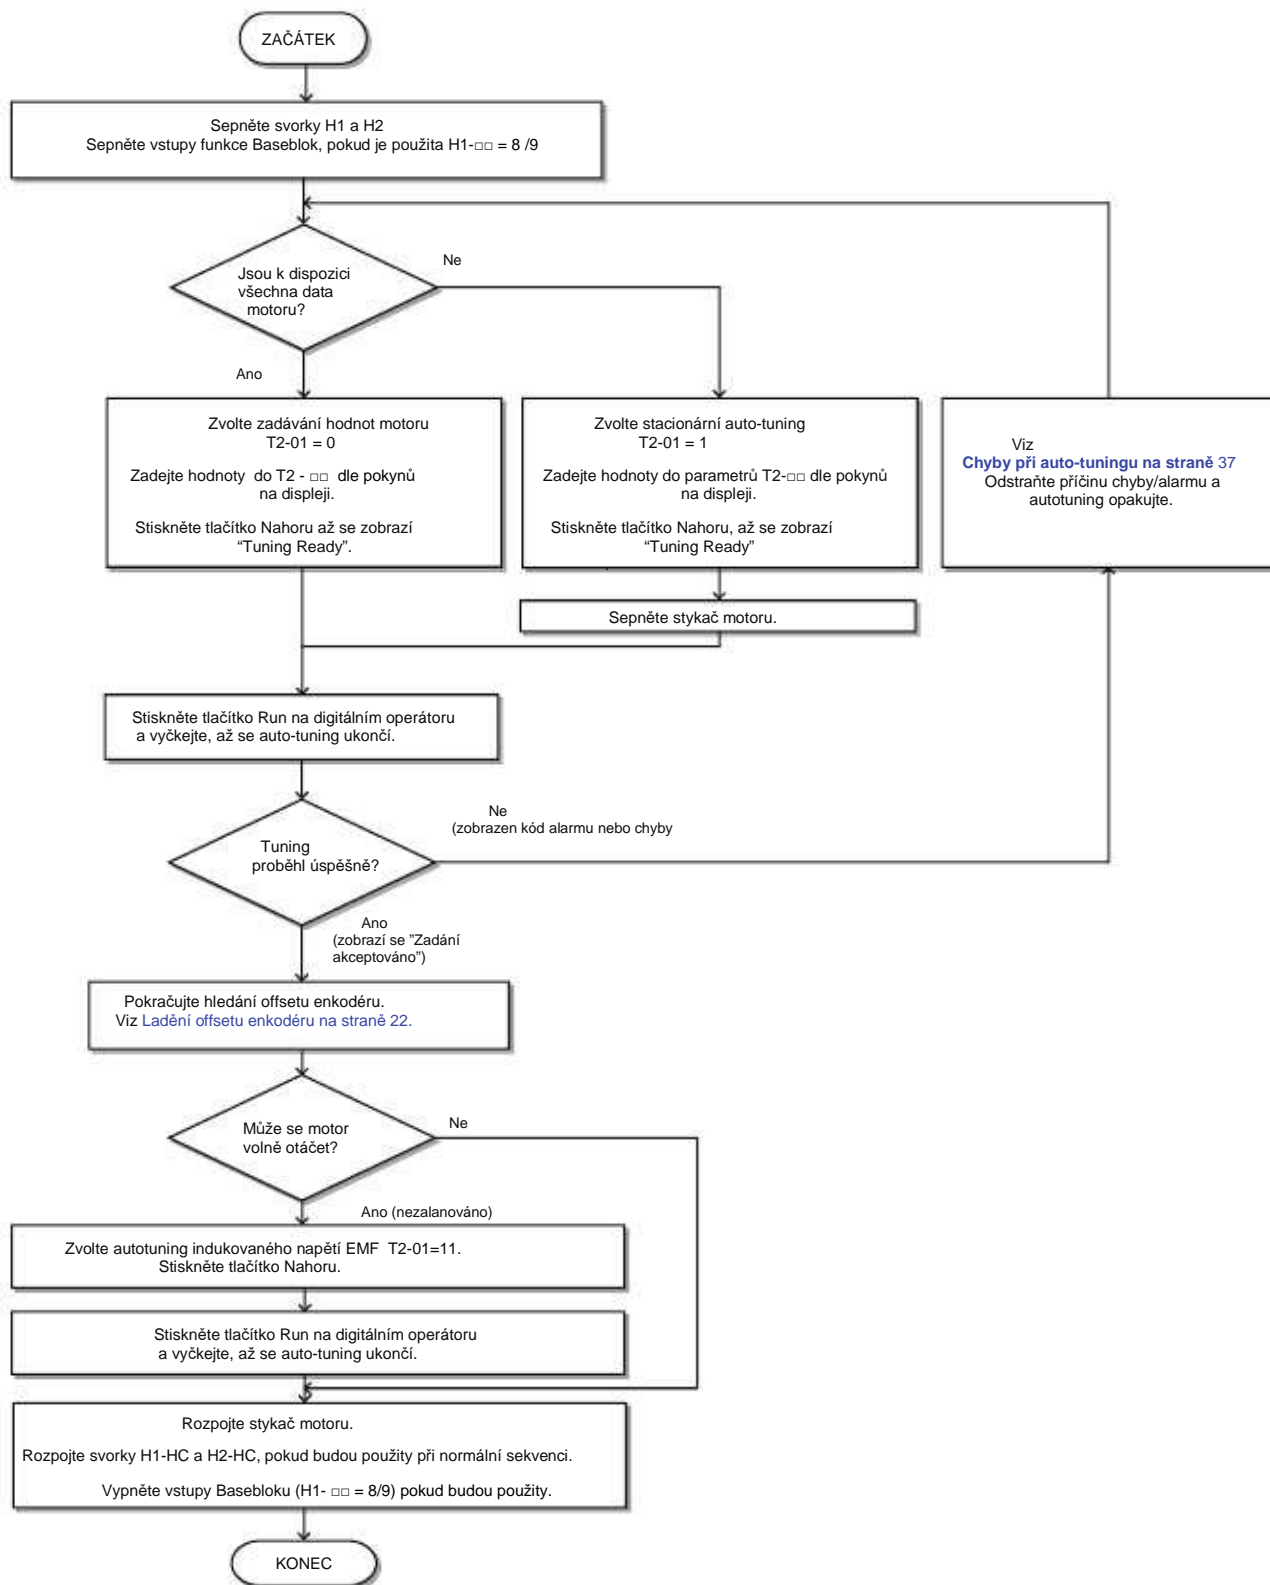 ZAČÁTEK
Sepněte svorky H1 a H2
Sepněte vstupy funkce Baseblok, pokud je použita H1-□□ = 8 /9
Jsou k dispozici
všechna data
motoru?
Ne
Ano
Zvolte zadávání hodnot motoru
T2-01 = 0
Zadejte hodnoty do T2 - □□ dle pokynů
na displeji.
Stiskněte tlačítko Nahoru až se zobrazí
“Tuning Ready”.
Zvolte stacionární auto-tuning
T2-01 = 1
Zadejte hodnoty do parametrů T2-□□ dle pokynů
na displeji.
Stiskněte tlačítko Nahoru, až se zobrazí
“Tuning Ready”
Viz
Chyby při auto-tuningu na straně 37
Odstraňte příčinu chyby/alarmu a
autotuning opakujte.
Sepněte stykač motoru.
Stiskněte tlačítko Run na digitálním operátoru
a vyčkejte, až se auto-tuning ukončí.
Tuning
proběhl úspěšně?
Ne
(zobrazen kód alarmu nebo chyby
Ano
(zobrazí se ”Zadání
akceptováno”)
Pokračujte hledání offsetu enkodéru.
Viz Ladění offsetu enkodéru na straně 22.
Může se motor
volně otáčet?
Ne
Ano (nezalanováno)
Zvolte autotuning indukovaného napětí EMF T2-01=11.
Stiskněte tlačítko Nahoru.
Stiskněte tlačítko Run na digitálním operátoru
a vyčkejte, až se auto-tuning ukončí.
Rozpojte stykač motoru.
Rozpojte svorky H1-HC a H2-HC, pokud budou použity při normální sekvenci.
Vypněte vstupy Basebloku (H1- □□ = 8/9) pokud budou použity.
KONEC